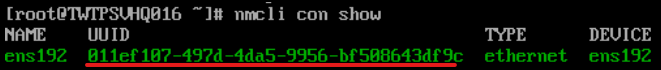 [root@TWTPSVHQ016 ~]# nmcli con show
NAME UUID TYPE DEVICE
ens192 011ef107-497d-4da5-9956-bf508643df9c ethernet ens192